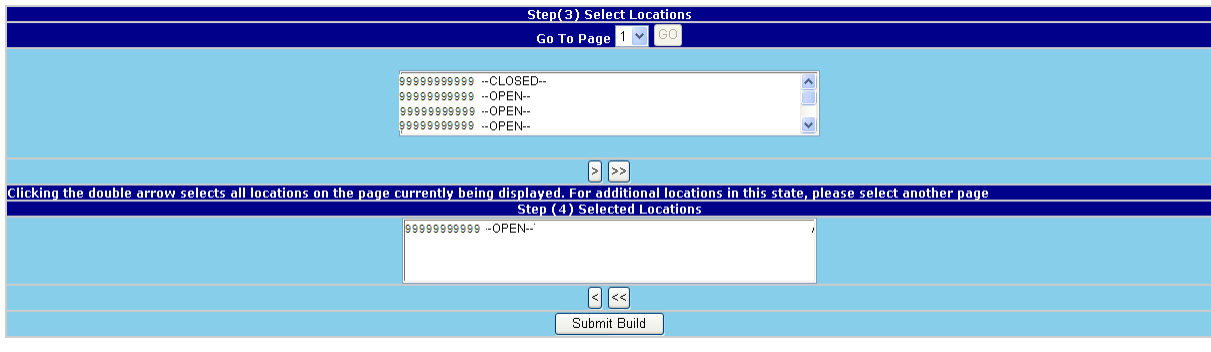 Step(3) Select Locations
Go To Page 1 GO
99999999999 --CLOSED--
99999999999 --OPEN--
99999999999 --OPEN--
99999999999 --OPEN--
> >>
Clicking the double arrow selects all locations on the page currently being displayed. For additional locations in this state, please select another page
Step (4) Selected Locations
99999999999 --OPEN--
< <<
Submit Build